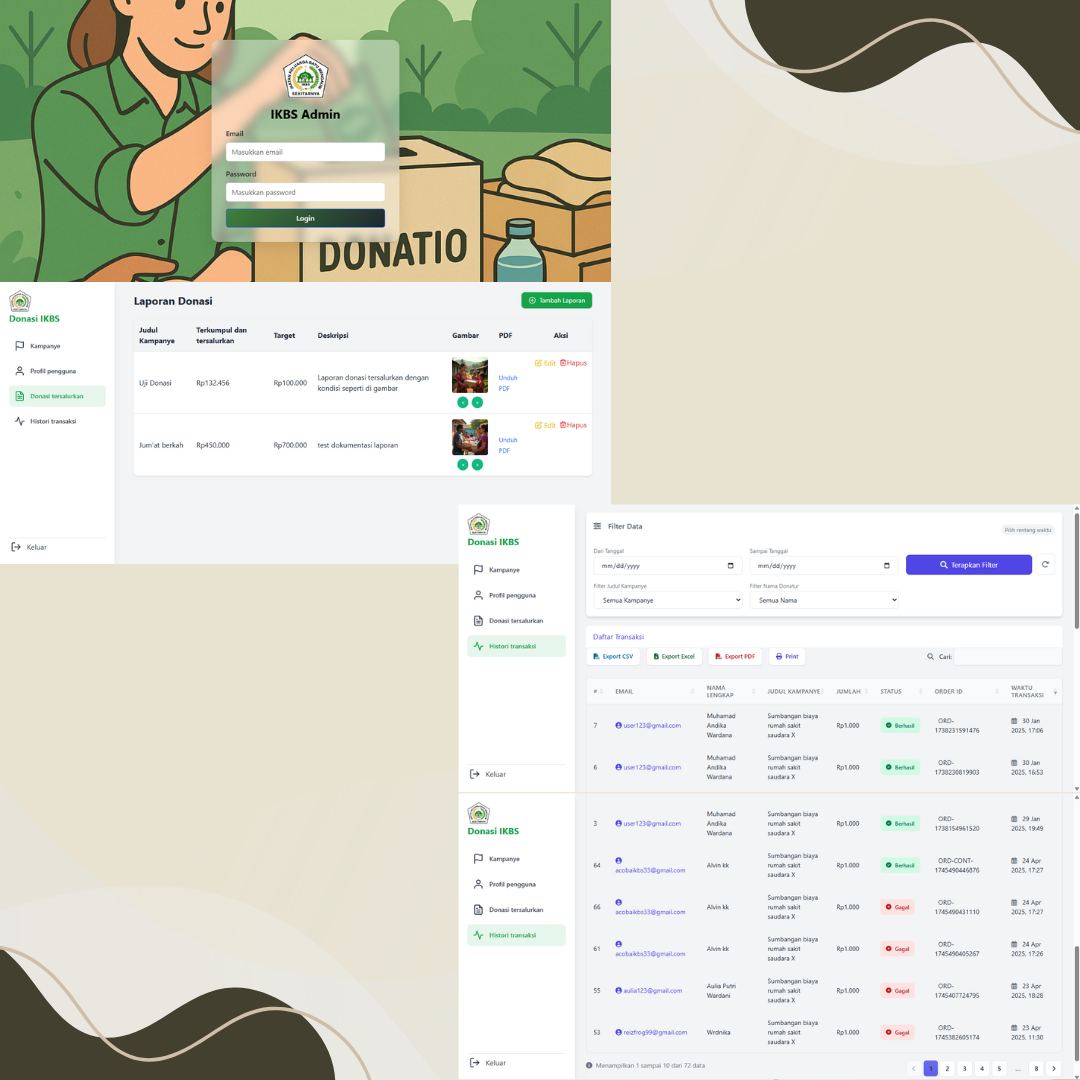 SEKITARNYA
IKBS Admin
Email
Masukkan email
Password
Masukkan password
Login
DONATIO
Donasi IKBS
Kampanye
Profil pengguna
Donasi tersalurkan
Histori transaksi
Keluar
Laporan Donasi
Tambah Laporan
Judul Kampanye
Terkumpul dan tersalurkan
Target
Deskripsi
Gambar
PDF
Aksi
Uji Donasi
Rp132.456
Rp100.000
Laporan donasi tersalurkan dengan
kondisi seperti di gambar
Unduh
PDF
Edit
Hapus
Jum'at berkah
Rp450.000
Rp700.000
test dokumentasi laporan
Unduh
PDF
Edit
Hapus
Donasi IKBS
Kampanye
Profil pengguna
Donasi tersalurkan
Histori transaksi
Keluar
Filter Data
Pilih rentang waktu
Dari Tanggal
mm/dd/yyyy
Sampai Tanggal
mm/dd/yyyy
Terapkan Filter
Filter Judul Kampanye
Semua Kampanye
Filter Nama Donatur
Semua Nama
Daftar Transaksi
Export CSV
Export Excel
Export PDF
Print
Cari:
#
EMAIL
NAMA
LENGKAP
JUDUL KAMPANYE
JUMLAH
STATUS
ORDER ID
WAKTU
TRANSAKSI
7
user123@gmail.com
Muhamad
Andika
Wardana
Sumbangan biaya
rumah sakit
saudara X
Rp1.000
Berhasil
ORD-
1738231591476
30 Jan
2025, 17:06
6
user123@gmail.com
Muhamad
Andika
Wardana
Sumbangan biaya
rumah sakit
saudara X
Rp1.000
Berhasil
ORD-
1738230819903
30 Jan
2025, 16:53
Donasi IKBS
Kampanye
Profil pengguna
Donasi tersalurkan
Histori transaksi
Keluar
3
user123@gmail.com
Muhamad
Andika
Wardana
Sumbangan biaya
rumah sakit
saudara X
Rp1.000
Berhasil
ORD-
1738154961520
29 Jan
2025, 19:49
64
acobaikbs33@gmail.com
Alvin kk
Sumbangan biaya
rumah sakit
saudara X
Rp1.000
Berhasil
ORD-CONT-
1745490446876
24 Apr
2025, 17:27
66
acobaikbs33@gmail.com
Alvin kk
Sumbangan biaya
rumah sakit
saudara X
Rp1.000
Gagal
ORD-
1745490431110
24 Apr
2025, 17:27
61
acobaikbs33@gmail.com
Alvin kk
Sumbangan biaya
rumah sakit
saudara X
Rp1.000
Gagal
ORD-
1745490405267
24 Apr
2025, 17:26
55
aulia123@gmail.com
Aulia Putri
Wardani
Sumbangan biaya
rumah sakit
saudara X
Rp1.000
Gagal
ORD-
1745407724795
23 Apr
2025, 18:28
53
reizfrog99@gmail.com
Wrdnika
Sumbangan biaya
rumah sakit
saudara X
Rp1.000
Gagal
ORD-
1745382605174
23 Apr
2025, 11:30
Menampilkan 1 sampai 10 dari 72 data
1 2 3 4 5 ... 8